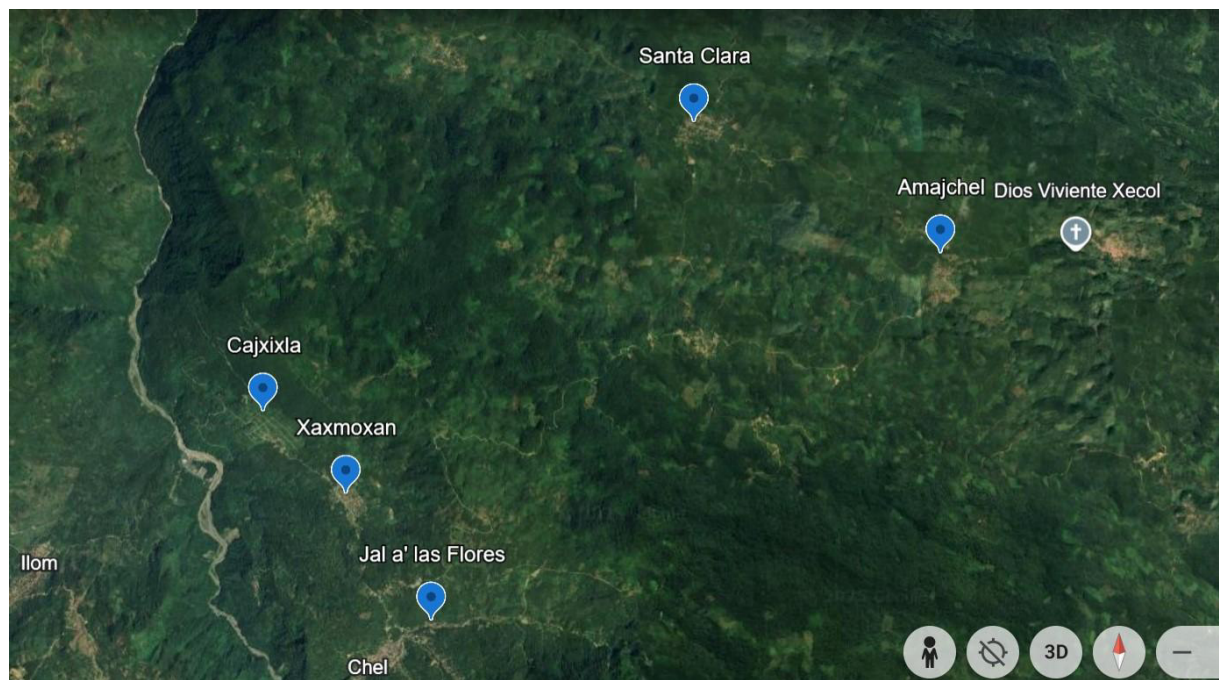 Santa Clara
Amajchel
Dios Viviente Xecol
Cajxixla
Xaxmoxan
Jal a' las Flores
Ilom
Chel
3D